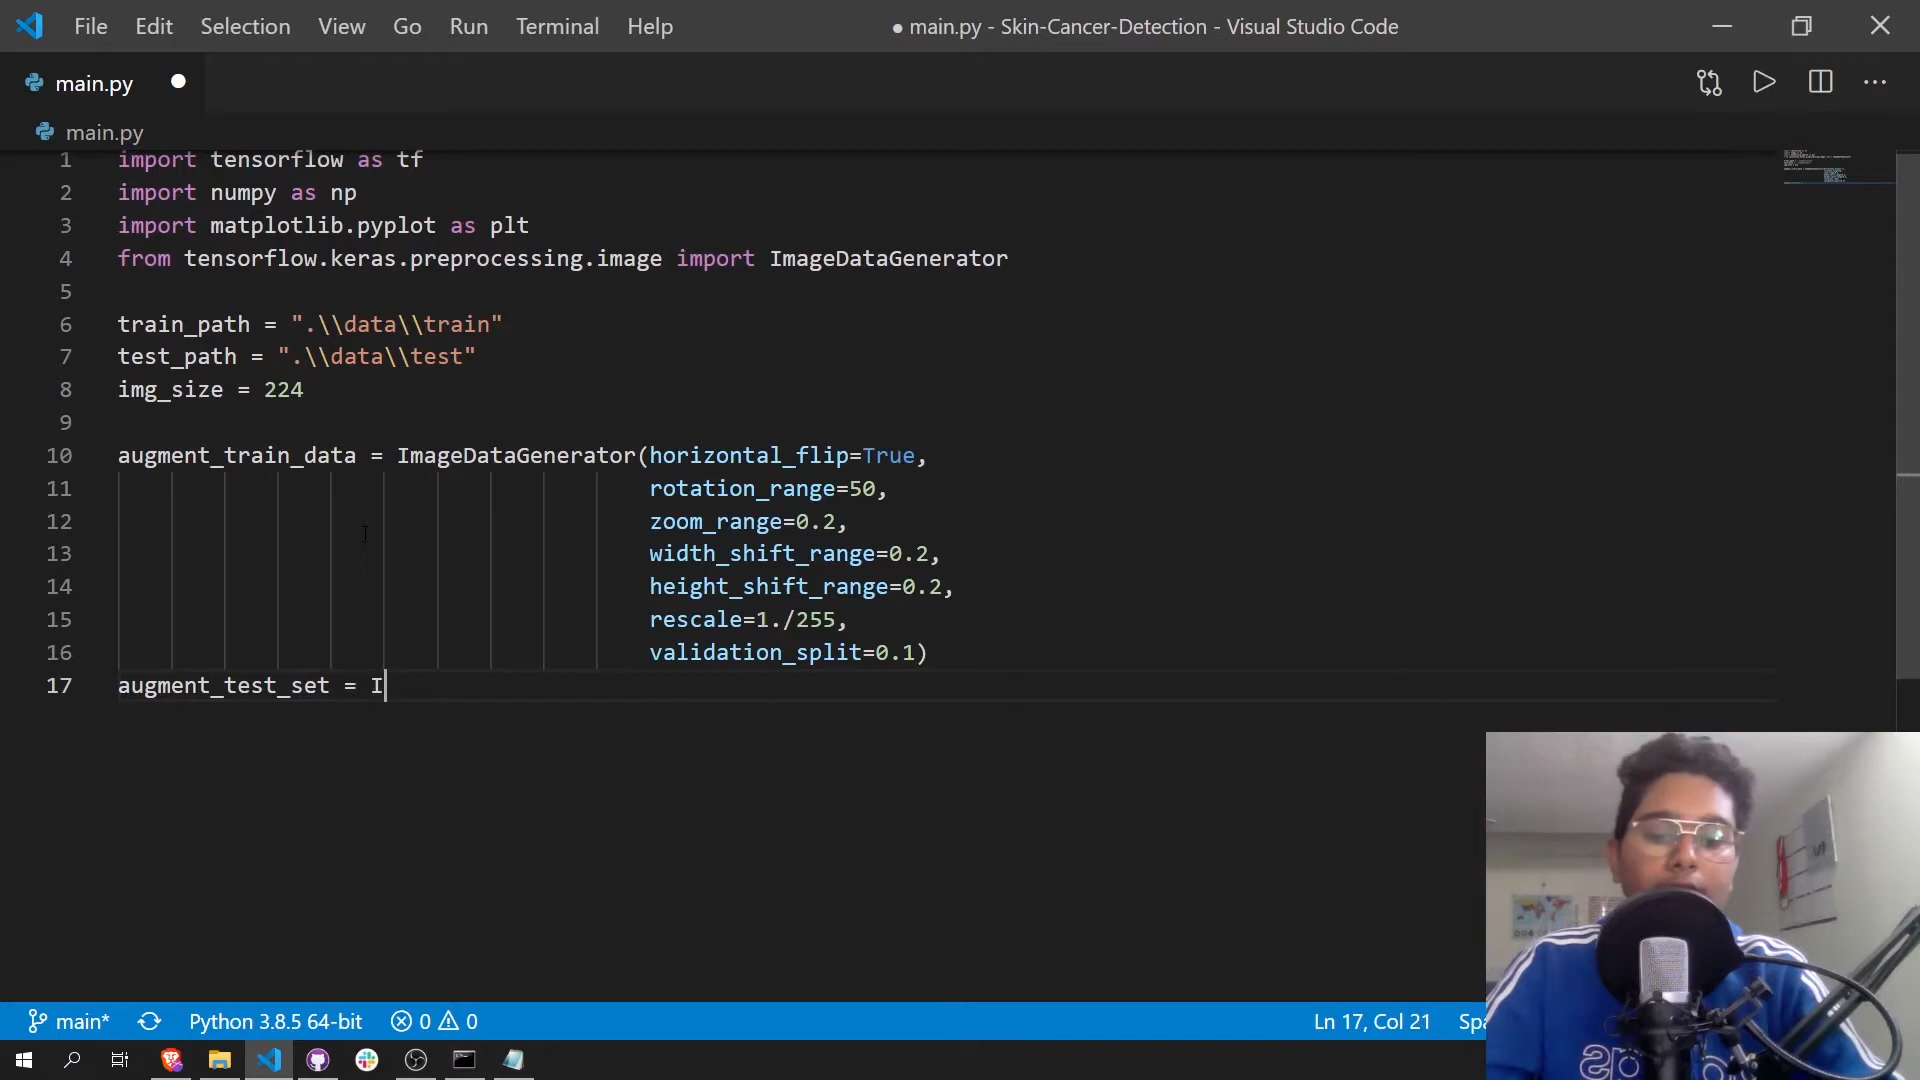 File Edit Selection View Go Run Terminal Help
● main.py - Skin-Cancer-Detection - Visual Studio Code
main.py
main.py
1 import tensorflow as tf
2 import numpy as np
3 import matplotlib.pyplot as plt
4 from tensorflow.keras.preprocessing.image import ImageDataGenerator
5
6 train_path = ".\\data\\train"
7 test_path = ".\\data\\test"
8 img_size = 224
9
10 augment_train_data = ImageDataGenerator(horizontal_flip=True,
11 rotation_range=50,
12 zoom_range=0.2,
13 width_shift_range=0.2,
14 height_shift_range=0.2,
15 rescale=1./255,
16 validation_split=0.1)
17 augment_test_set = I
main* Python 3.8.5 64-bit 0 0 Ln 17, Col 21